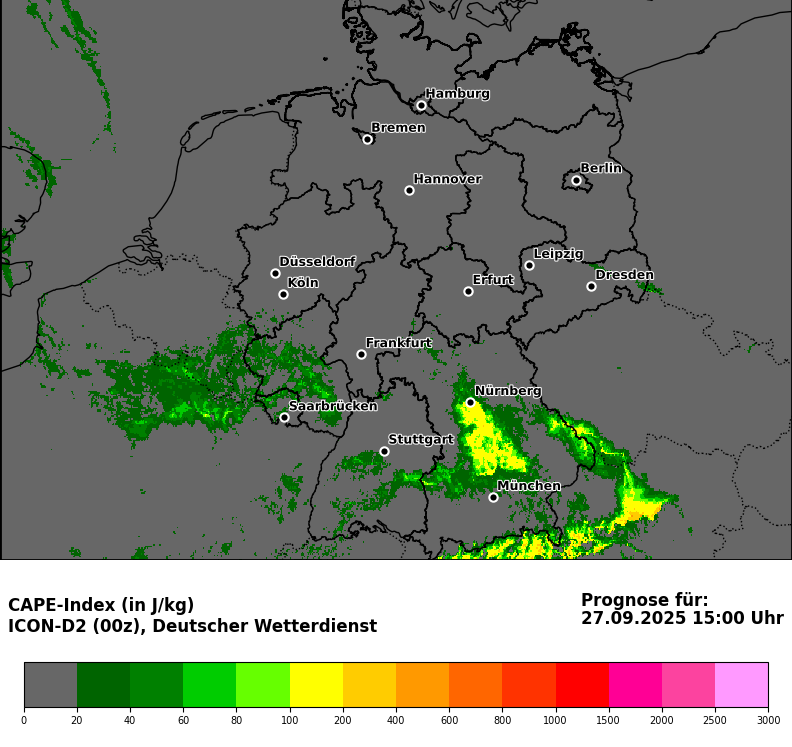 Hamburg
Bremen
Berlin
Hannover
Leipzig
Düsseldorf
Dresden
Köln
Erfurt
Frankfurt
Nürnberg
Saarbrücken
Stuttgart
München
CAPE-Index (in J/kg)
ICON-D2 (00z), Deutscher Wetterdienst
Prognose für:
27.09.2025 15:00 Uhr
0 20 40 60 80 100 200 400 600 800 1000 1500 2000 2500 3000